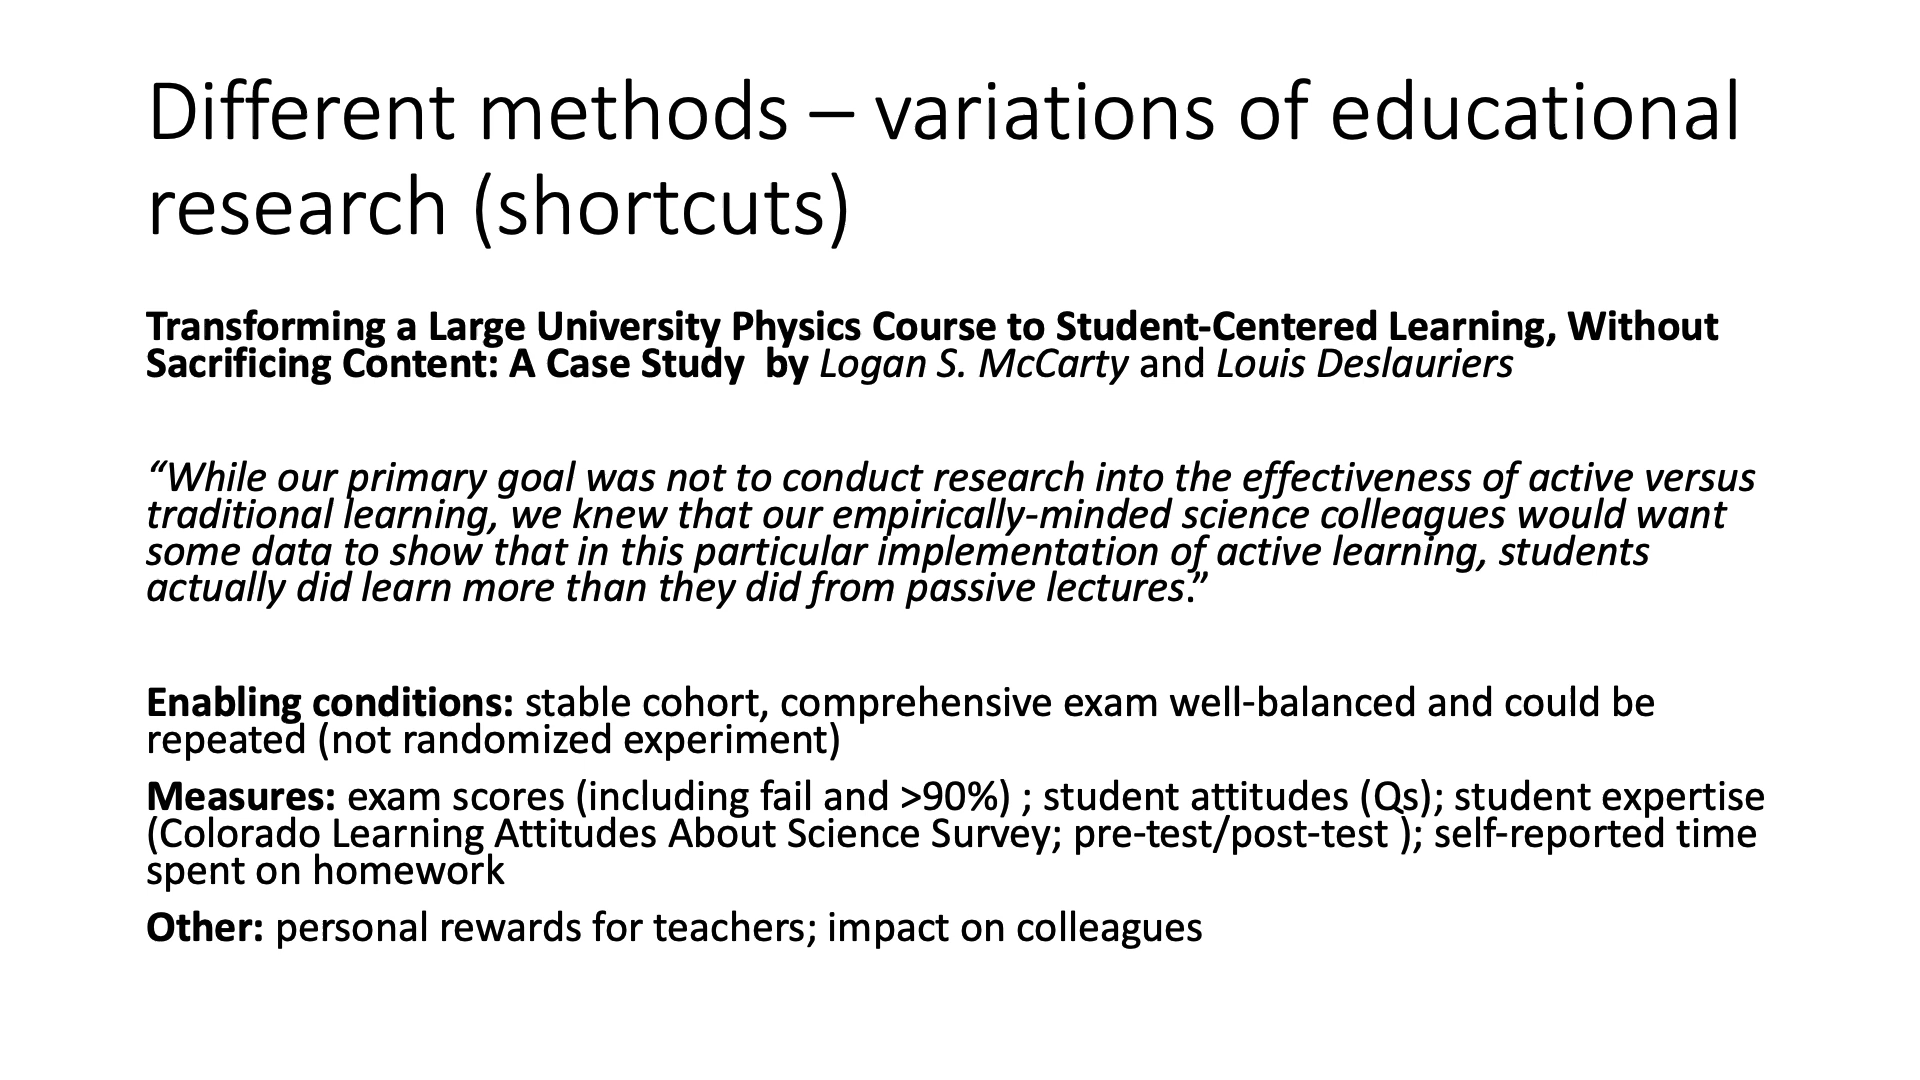 Different methods – variations of educational
research (shortcuts)
Transforming a Large University Physics Course to Student-Centered Learning, Without
Sacrificing Content: A Case Study  by Logan S. McCarty and Louis Deslauriers
“While our primary goal was not to conduct research into the effectiveness of active versus
traditional learning, we knew that our empirically-minded science colleagues would want
some data to show that in this particular implementation of active learning, students
actually did learn more than they did from passive lectures.”
Enabling conditions: stable cohort, comprehensive exam well-balanced and could be
repeated (not randomized experiment)
Measures: exam scores (including fail and >90%) ; student attitudes (Qs); student expertise
(Colorado Learning Attitudes About Science Survey; pre-test/post-test ); self-reported time
spent on homework
Other: personal rewards for teachers; impact on colleagues